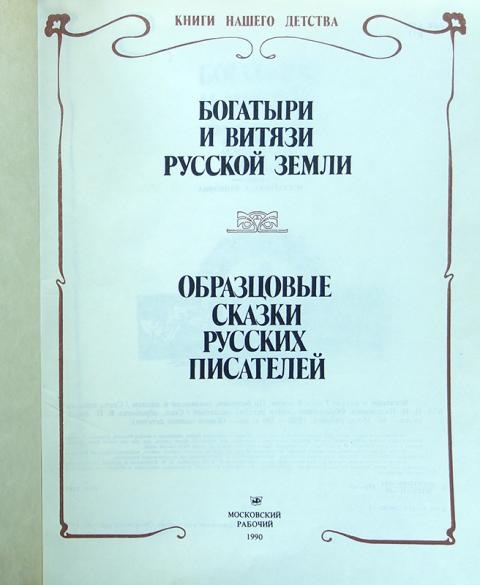 КНИГИ НАШЕГО ДЕТСТВА
БОГАТЫРИ
И ВИТЯЗИ
РУССКОЙ ЗЕМЛИ
ОБРАЗЦОВЫЕ
СКАЗКИ
РУССКИХ
ПИСАТЕЛЕЙ
МОСКОВСКИЙ
РАБОЧИЙ
1990